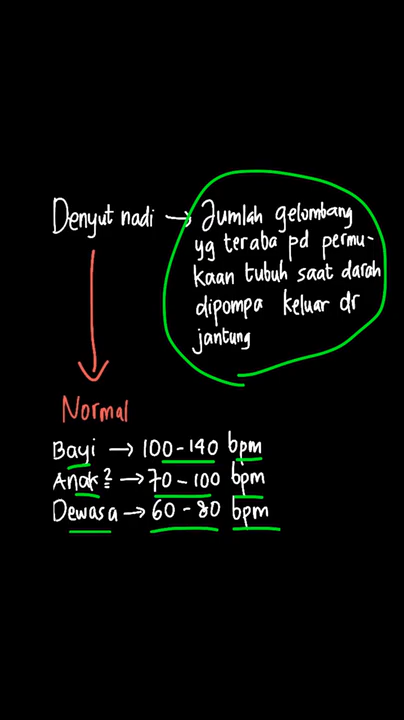 Denyut nadi → Jumlah gelombang
yg teraba pd permu-
kaan tubuh saat darah
dipompa keluar dr
jantung
Normal
Bayi → 100-140 bpm
Anak2 → 70-100 bpm
Dewasa → 60-80 bpm